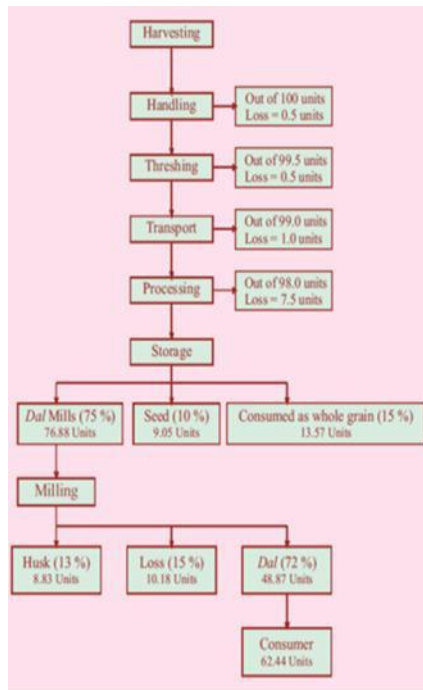 Harvesting
Handling
Out of 100 units
Loss = 0.5 units
Threshing
Out of 99.5 units
Loss = 0.5 units
Transport
Out of 99.0 units
Loss = 1.0 units
Processing
Out of 98.0 units
Loss = 7.5 units
Storage
Dal Mills (75 %)
76.88 Units
Seed (10 %)
9.05 Units
Consumed as whole grain (15 %)
13.57 Units
Milling
Husk (13 %)
8.83 Units
Loss (15 %)
10.18 Units
Dal (72 %)
48.87 Units
Consumer
62.44 Units